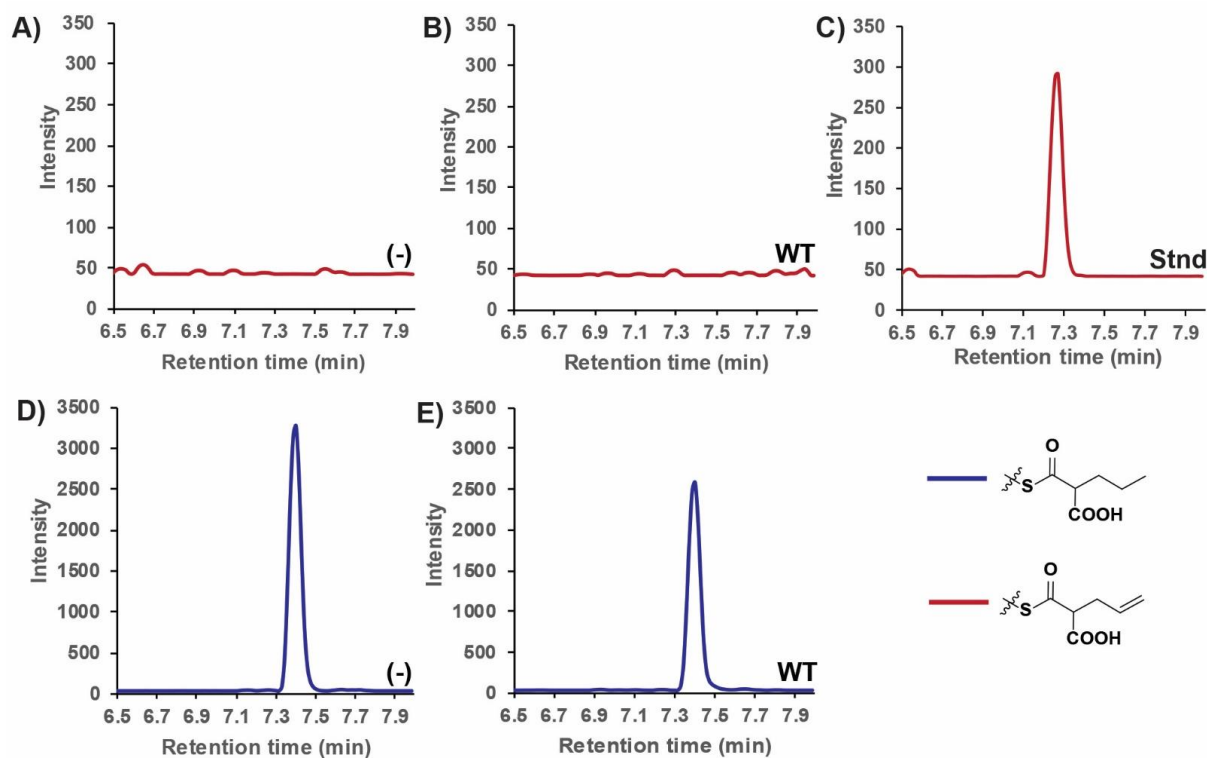 A)
350
300
250
200
150
100
50
0
Intensity
(-)
6.5 6.7 6.9 7.1 7.3 7.5 7.7 7.9
Retention time (min)
B)
350
300
250
200
150
100
50
0
Intensity
WT
6.5 6.7 6.9 7.1 7.3 7.5 7.7 7.9
Retention time (min)
C)
350
300
250
200
150
100
50
0
Intensity
Stnd
6.5 6.7 6.9 7.1 7.3 7.5 7.7 7.9
Retention time (min)
D)
3500
3000
2500
2000
1500
1000
500
0
Intensity
(-)
6.5 6.7 6.9 7.1 7.3 7.5 7.7 7.9
Retention time (min)
E)
3500
3000
2500
2000
1500
1000
500
0
Intensity
WT
6.5 6.7 6.9 7.1 7.3 7.5 7.7 7.9
Retention time (min)
O
S
COOH
O
S
COOH